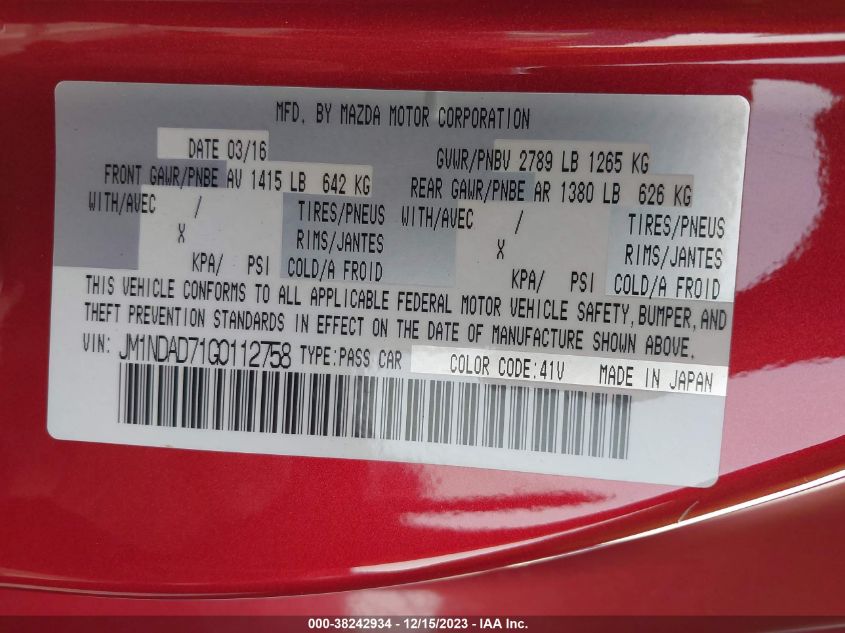 MFD. BY MAZDA MOTOR CORPORATION
DATE 03/16 GVWR/PNBV 2789 LB 1265 KG
FRONT GAWR/PNBE AV 1415 LB 642 KG REAR GAWR/PNBE AR 1380 LB 626 KG
WITH/AVEC / TIRES/PNEUS WITH/AVEC / TIRES/PNEUS
X RIMS/JANTES X RIMS/JANTES
KPA/ PSI COLD/A FROID KPA/ PSI COLD/A FROID
THIS VEHICLE CONFORMS TO ALL APPLICABLE FEDERAL MOTOR VEHICLE SAFETY, BUMPER, AND
THEFT PREVENTION STANDARDS IN EFFECT ON THE DATE OF MANUFACTURE SHOWN ABOVE.
VIN: JM1NDAD71G0112758 TYPE: PASS CAR COLOR CODE: 41V MADE IN JAPAN
000-38242934 - 12/15/2023 - IAA Inc.